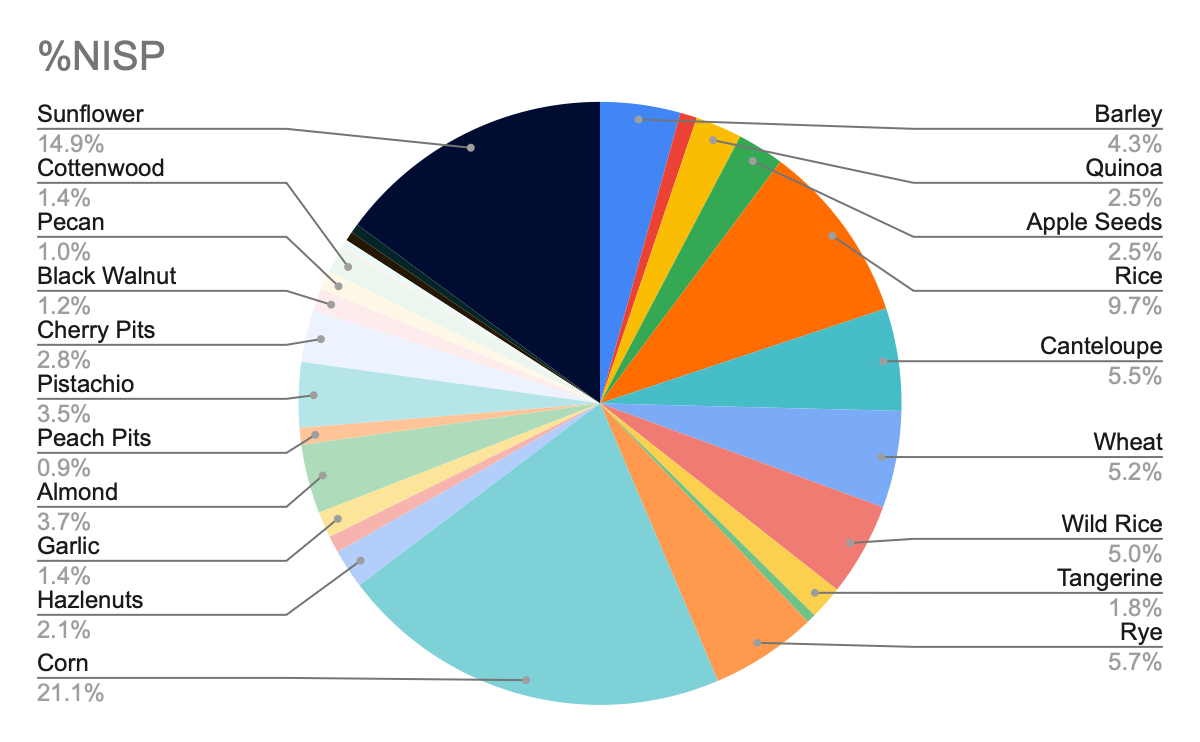 %NISP
Sunflower
14.9%
Cottenwood
1.4%
Pecan
1.0%
Black Walnut
1.2%
Cherry Pits
2.8%
Pistachio
3.5%
Peach Pits
0.9%
Almond
3.7%
Garlic
1.4%
Hazlenuts
2.1%
Corn
21.1%
Barley
4.3%
Quinoa
2.5%
Apple Seeds
2.5%
Rice
9.7%
Canteloupe
5.5%
Wheat
5.2%
Wild Rice
5.0%
Tangerine
1.8%
Rye
5.7%